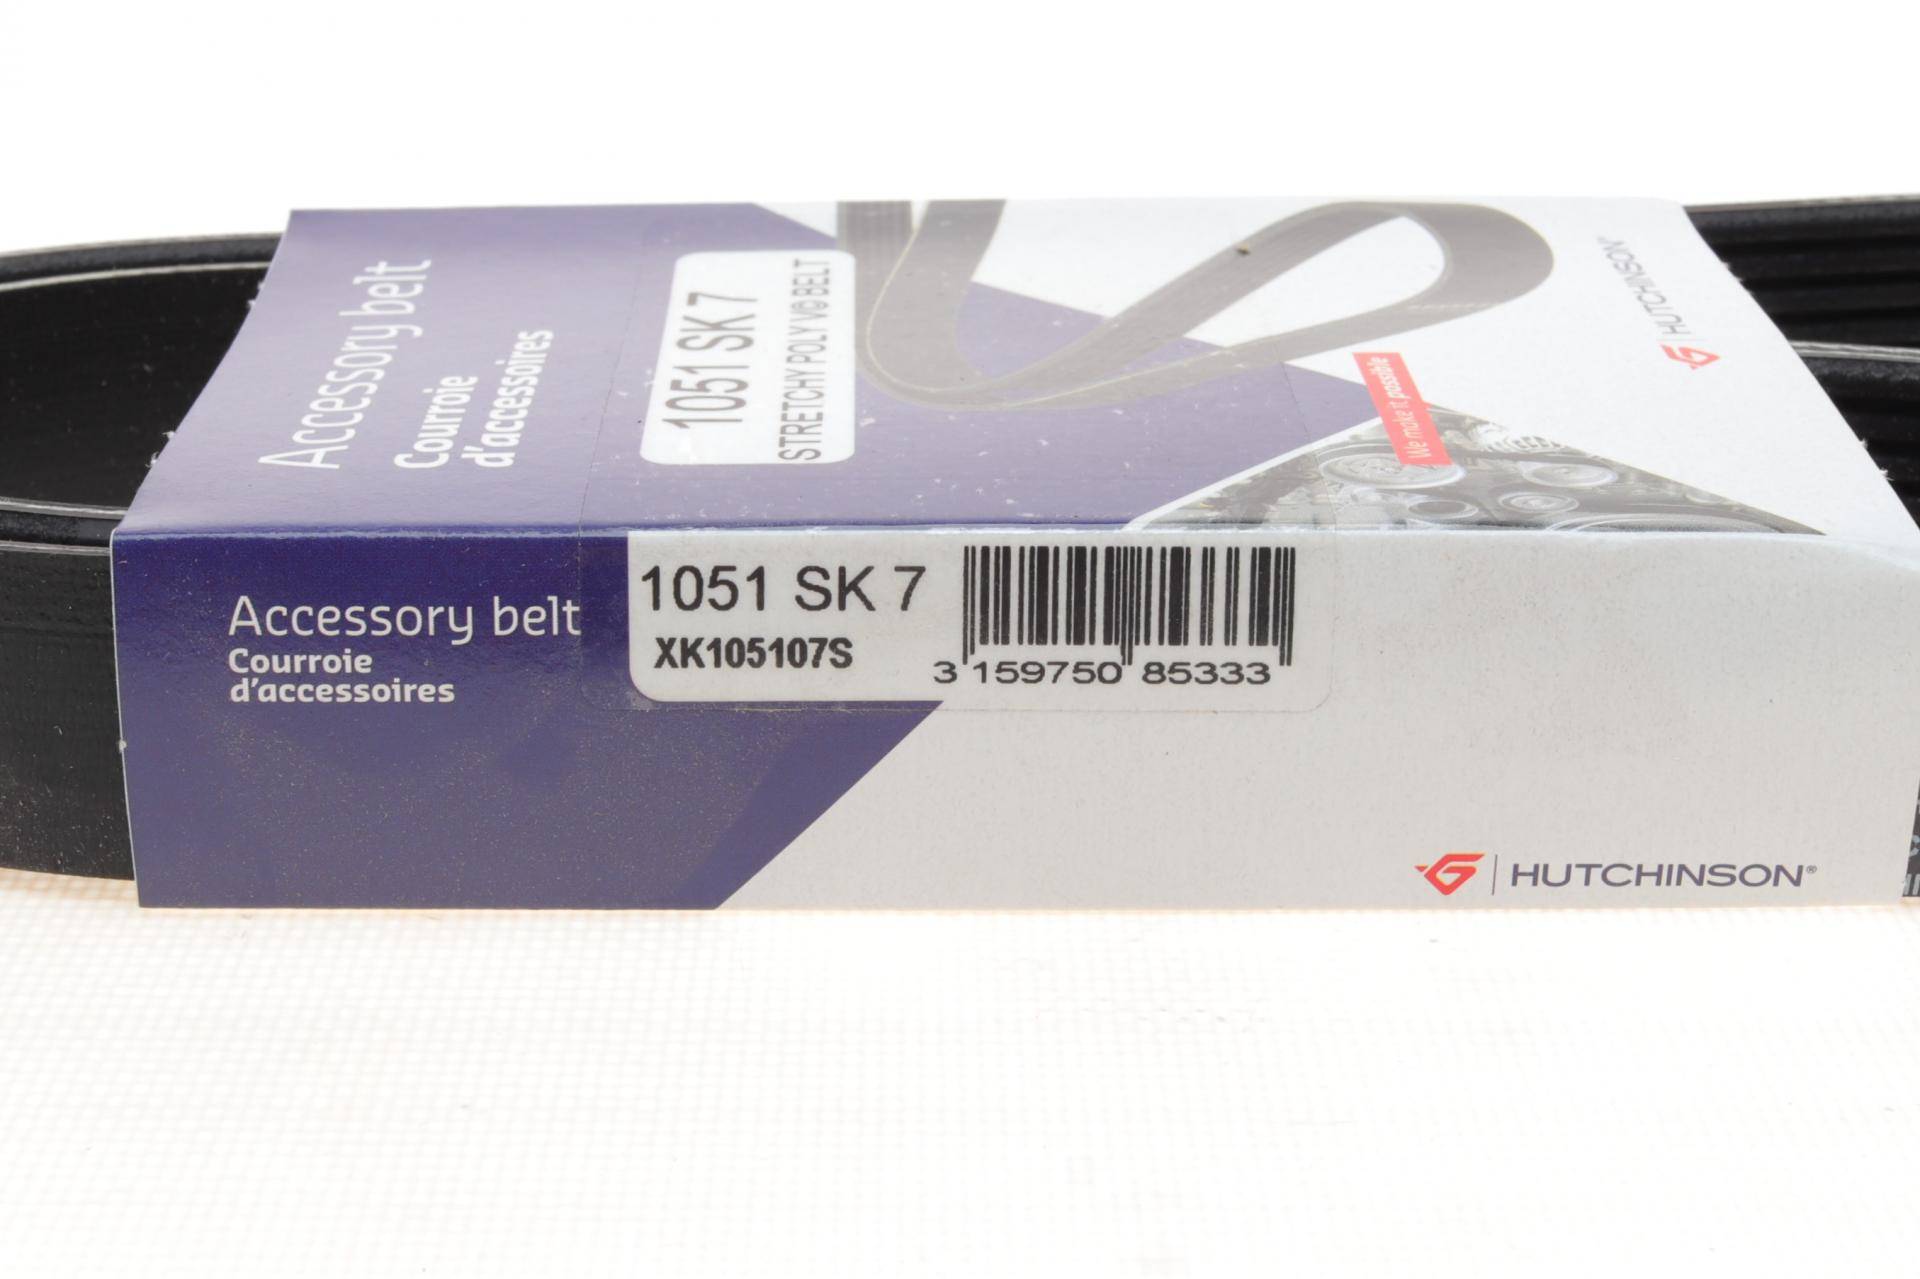 Accessory belt
Courroie
d'accessoires
1051 SK 7
STRETCHY POLY V® BELT
We make it possible
HUTCHINSON®
Accessory belt
Courroie
d'accessoires
1051 SK 7
XK105107S
3 159750 85333
HUTCHINSON®